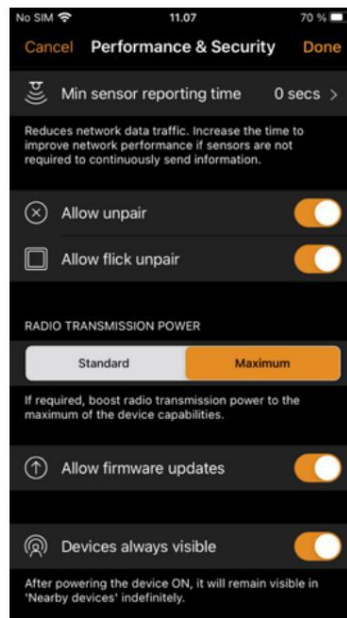 No SIM 11.07 70 %
Cancel Performance & Security Done
Min sensor reporting time 0 secs >
Reduces network data traffic. Increase the time to
improve network performance if sensors are not
required to continuously send information.
Allow unpair
Allow flick unpair
RADIO TRANSMISSION POWER
Standard Maximum
If required, boost radio transmission power to the
maximum of the device capabilities.
Allow firmware updates
Devices always visible
After powering the device ON, it will remain visible in
'Nearby devices' indefinitely.